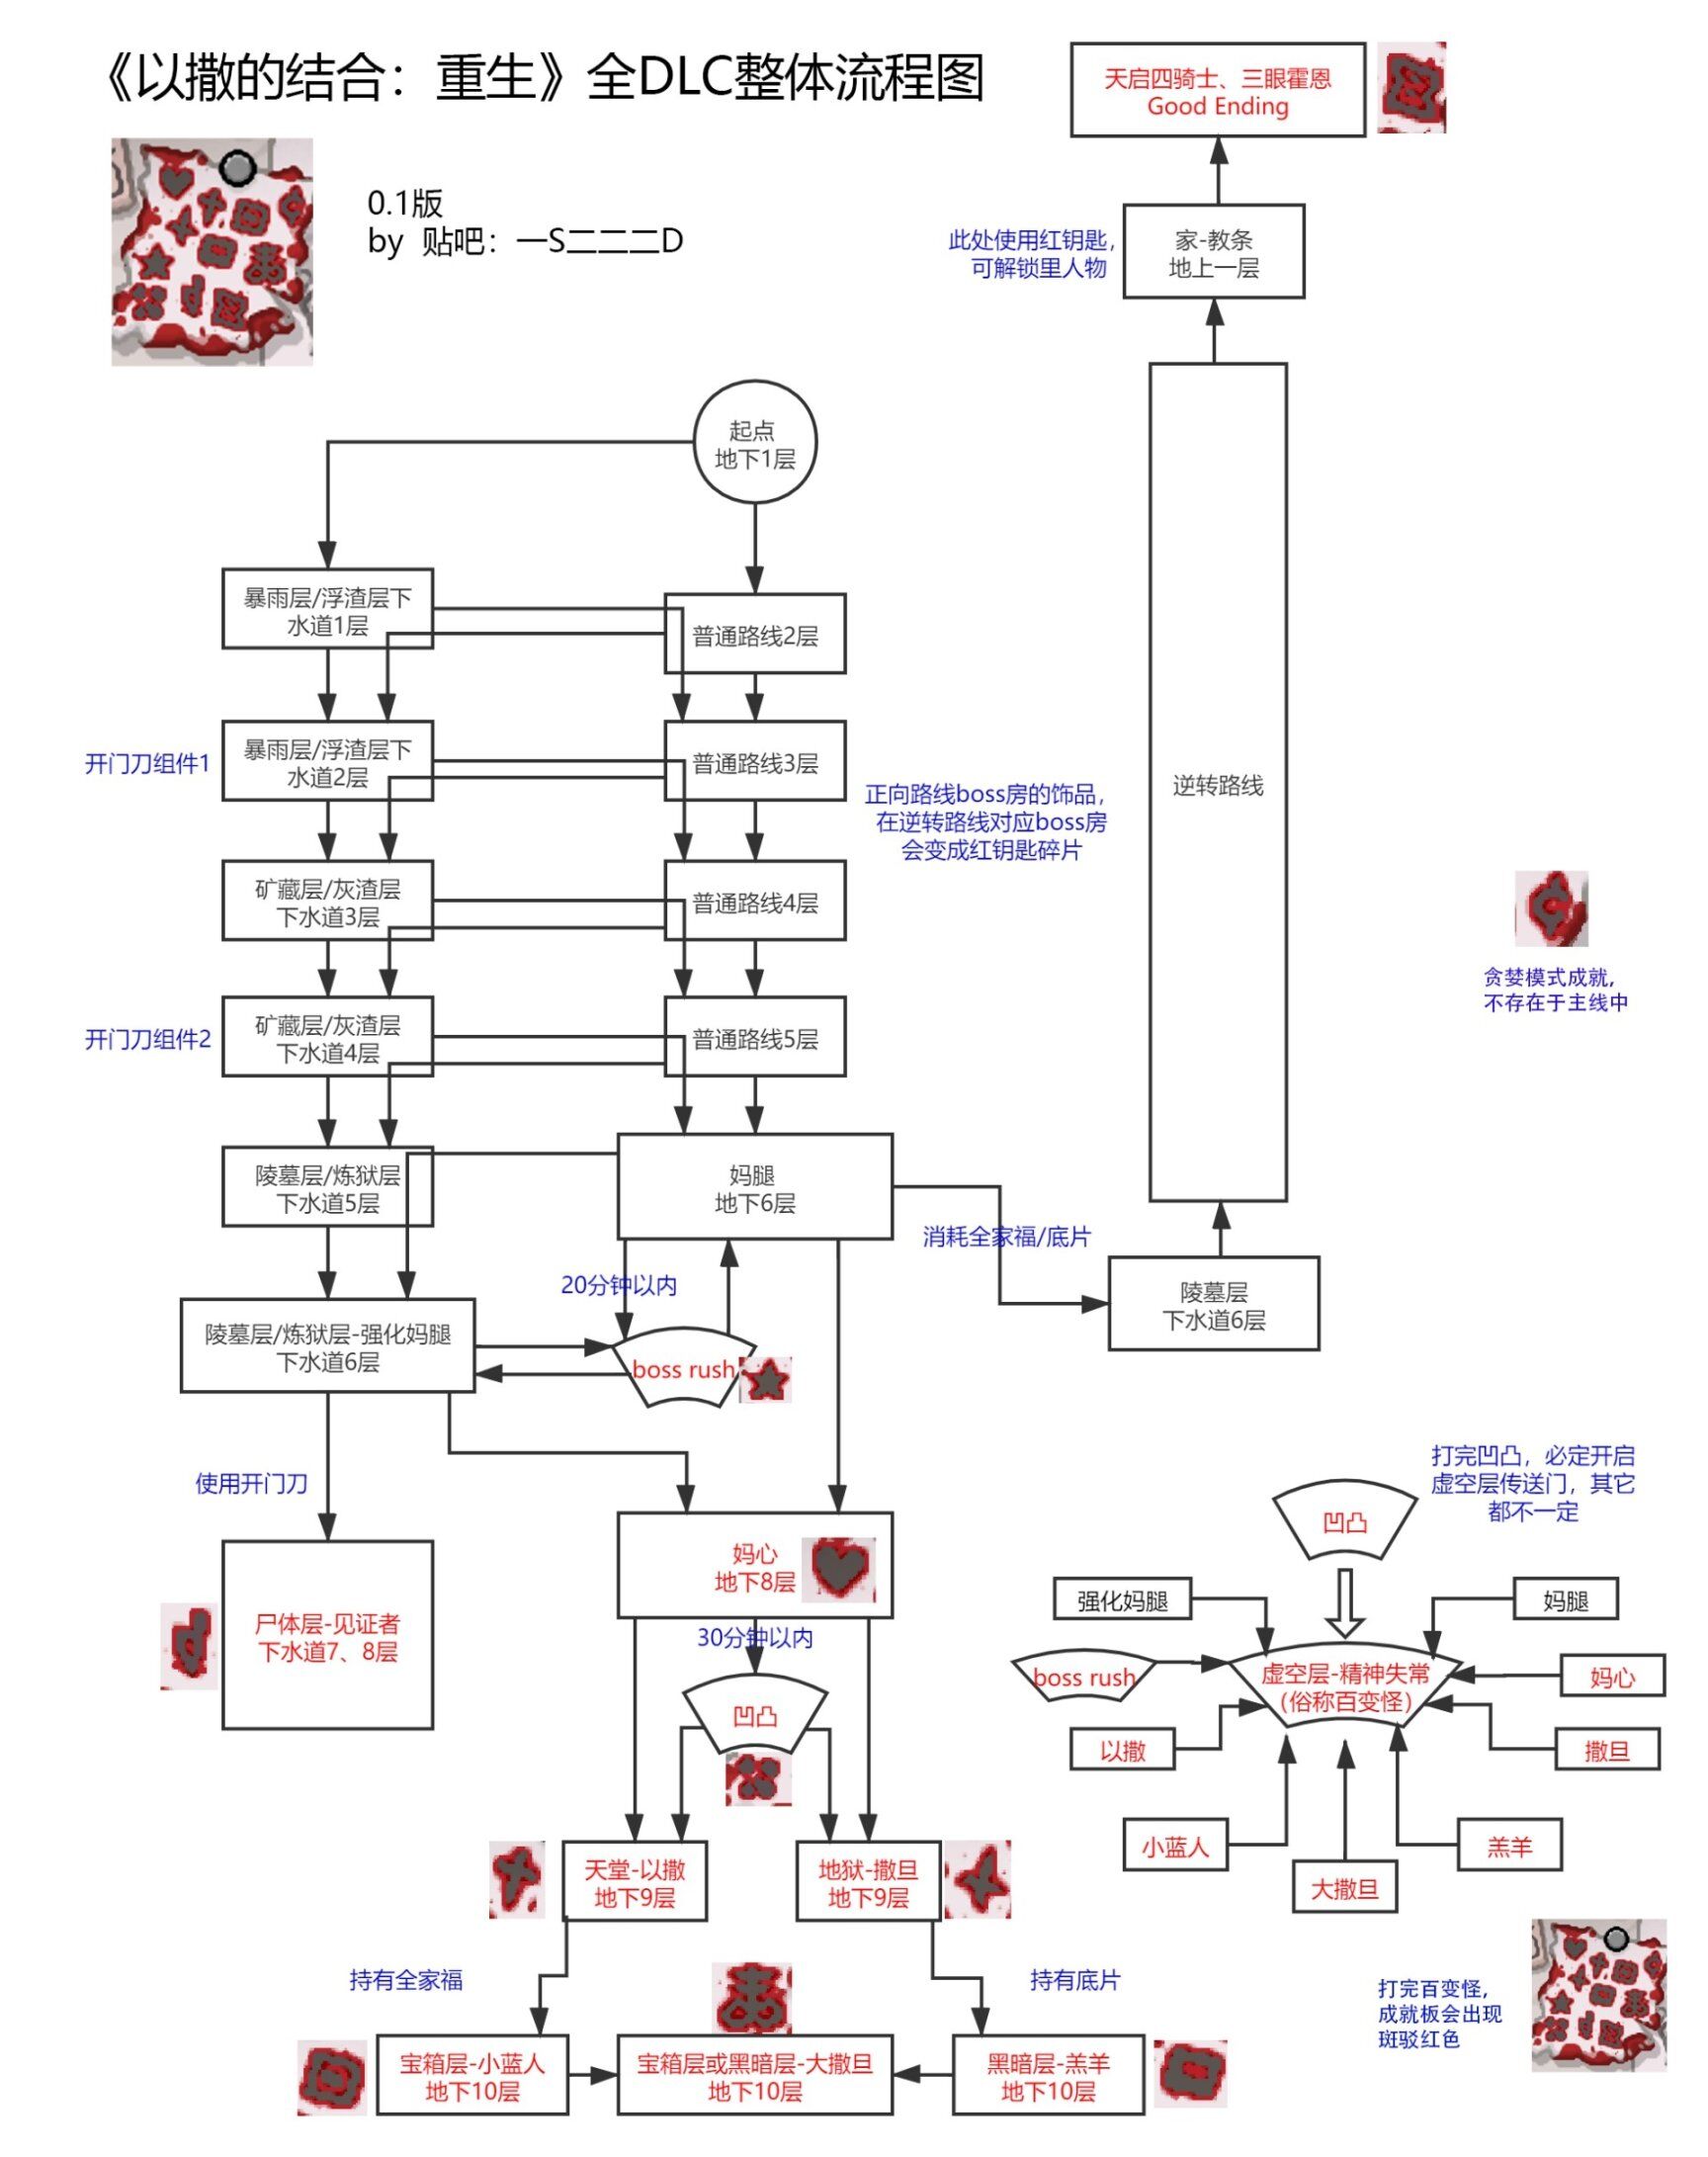 《以撒的结合：重生》全DLC整体流程图
0.1版
by 贴吧：一S二二二D
天启四骑士、三眼霍恩
Good Ending
此处使用红钥匙，
可解锁里人物
家-教条
地上一层
起点
地下1层
暴雨层/浮渣层下
水道1层
普通路线2层
开门刀组件1
暴雨层/浮渣层下
水道2层
普通路线3层
正向路线boss房的饰品，
在逆转路线对应boss房
会变成红钥匙碎片
逆转路线
矿藏层/灰渣层
下水道3层
普通路线4层
贪婪模式成就，
不存在于主线中
开门刀组件2
矿藏层/灰渣层
下水道4层
普通路线5层
陵墓层/炼狱层
下水道5层
妈腿
地下6层
消耗全家福/底片
陵墓层
下水道6层
20分钟以内
陵墓层/炼狱层-强化妈腿
下水道6层
boss rush
使用开门刀
妈心
地下8层
尸体层-见证者
下水道7、8层
30分钟以内
凹凸
天堂-以撒
地下9层
地狱-撒旦
地下9层
持有全家福
持有底片
宝箱层-小蓝人
地下10层
宝箱层或黑暗层-大撒旦
地下10层
黑暗层-羔羊
地下10层
打完凹凸，必定开启
虚空层传送门，其它
都不一定
凹凸
强化妈腿
妈腿
boss rush
虚空层-精神失常
（俗称百变怪）
妈心
以撒
撒旦
小蓝人
羔羊
大撒旦
打完百变怪，
成就板会出现
斑驳红色